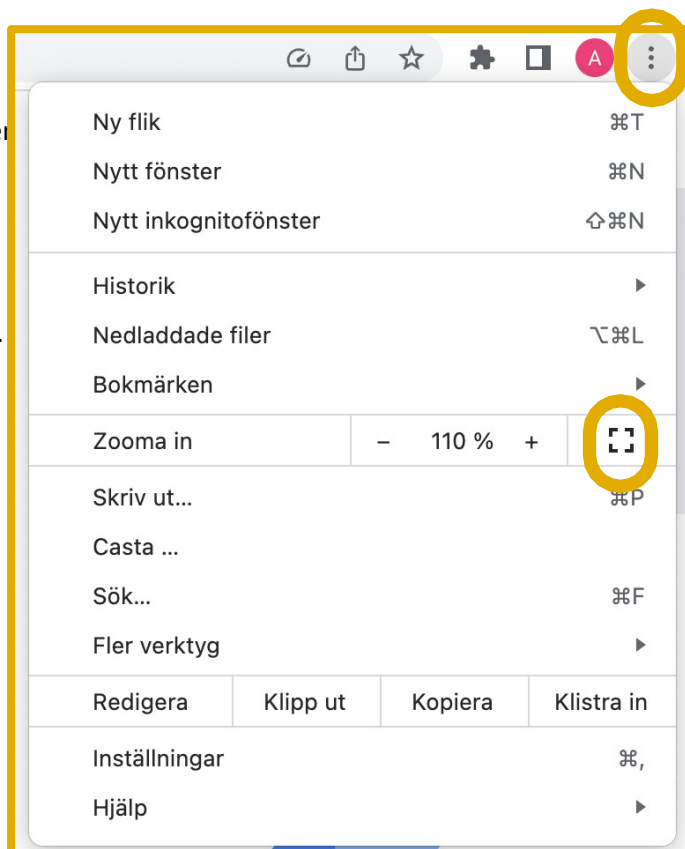 A
er
Ny flik ⌘T
Nytt fönster ⌘N
Nytt inkognitofönster ⇧⌘N
Historik
Nedladdade filer ⌥⌘L
Bokmärken
Zooma in – 110 % +
Skriv ut... ⌘P
Casta ...
Sök... ⌘F
Fler verktyg
Redigera Klipp ut Kopiera Klistra in
Inställningar ⌘,
Hjälp